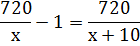 720/x − 1 = 720/(x + 10)